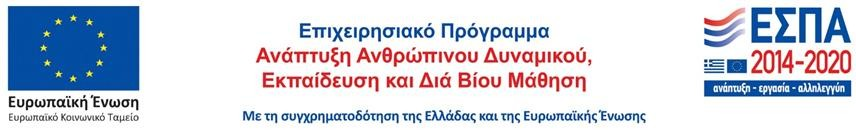 Ευρωπαϊκή Ένωση
Ευρωπαϊκό Κοινωνικό Ταμείο
Επιχειρησιακό Πρόγραμμα
Ανάπτυξη Ανθρώπινου Δυναμικού,
Εκπαίδευση και Διά Βίου Μάθηση
Με τη συγχρηματοδότηση της Ελλάδας και της Ευρωπαϊκής Ένωσης
ΕΣΠΑ
2014-2020
ανάπτυξη - εργασία - αλληλεγγύη